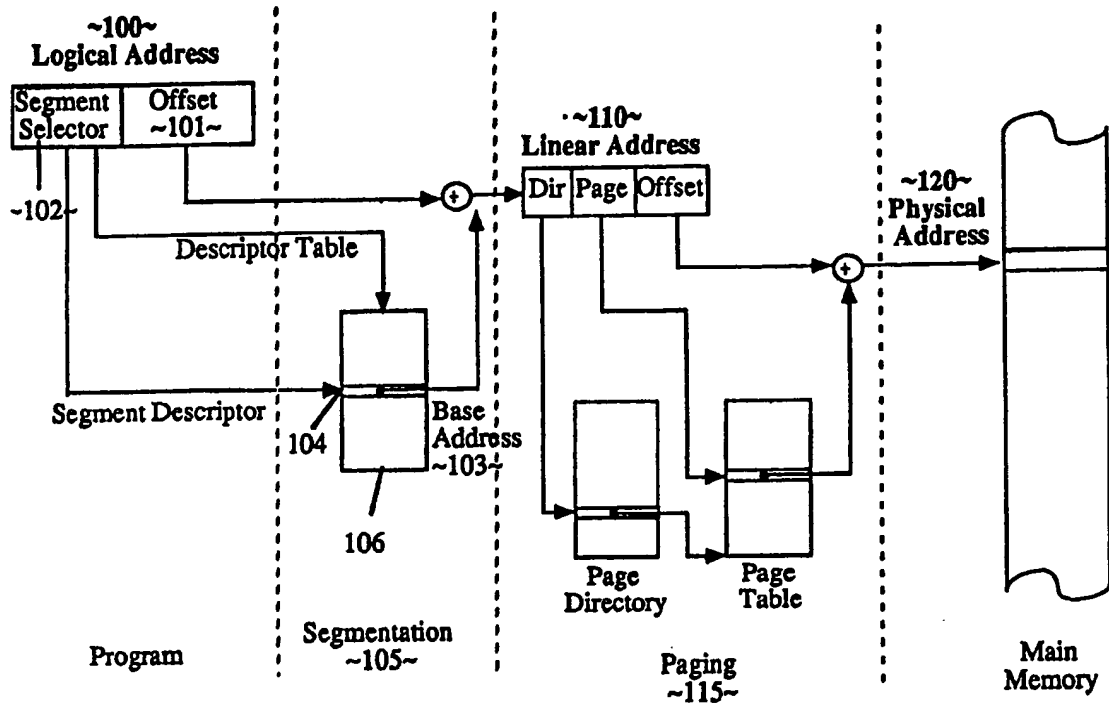 ~100~
Logical Address
Segment
Selector
Offset
~101~
~102~
Descriptor Table
Segment Descriptor
104
Base
Address
~103~
106
~110~
Linear Address
Dir
Page
Offset
+
+
~120~
Physical
Address
Page
Directory
Page
Table
Program
Segmentation
~105~
Paging
~115~
Main
Memory